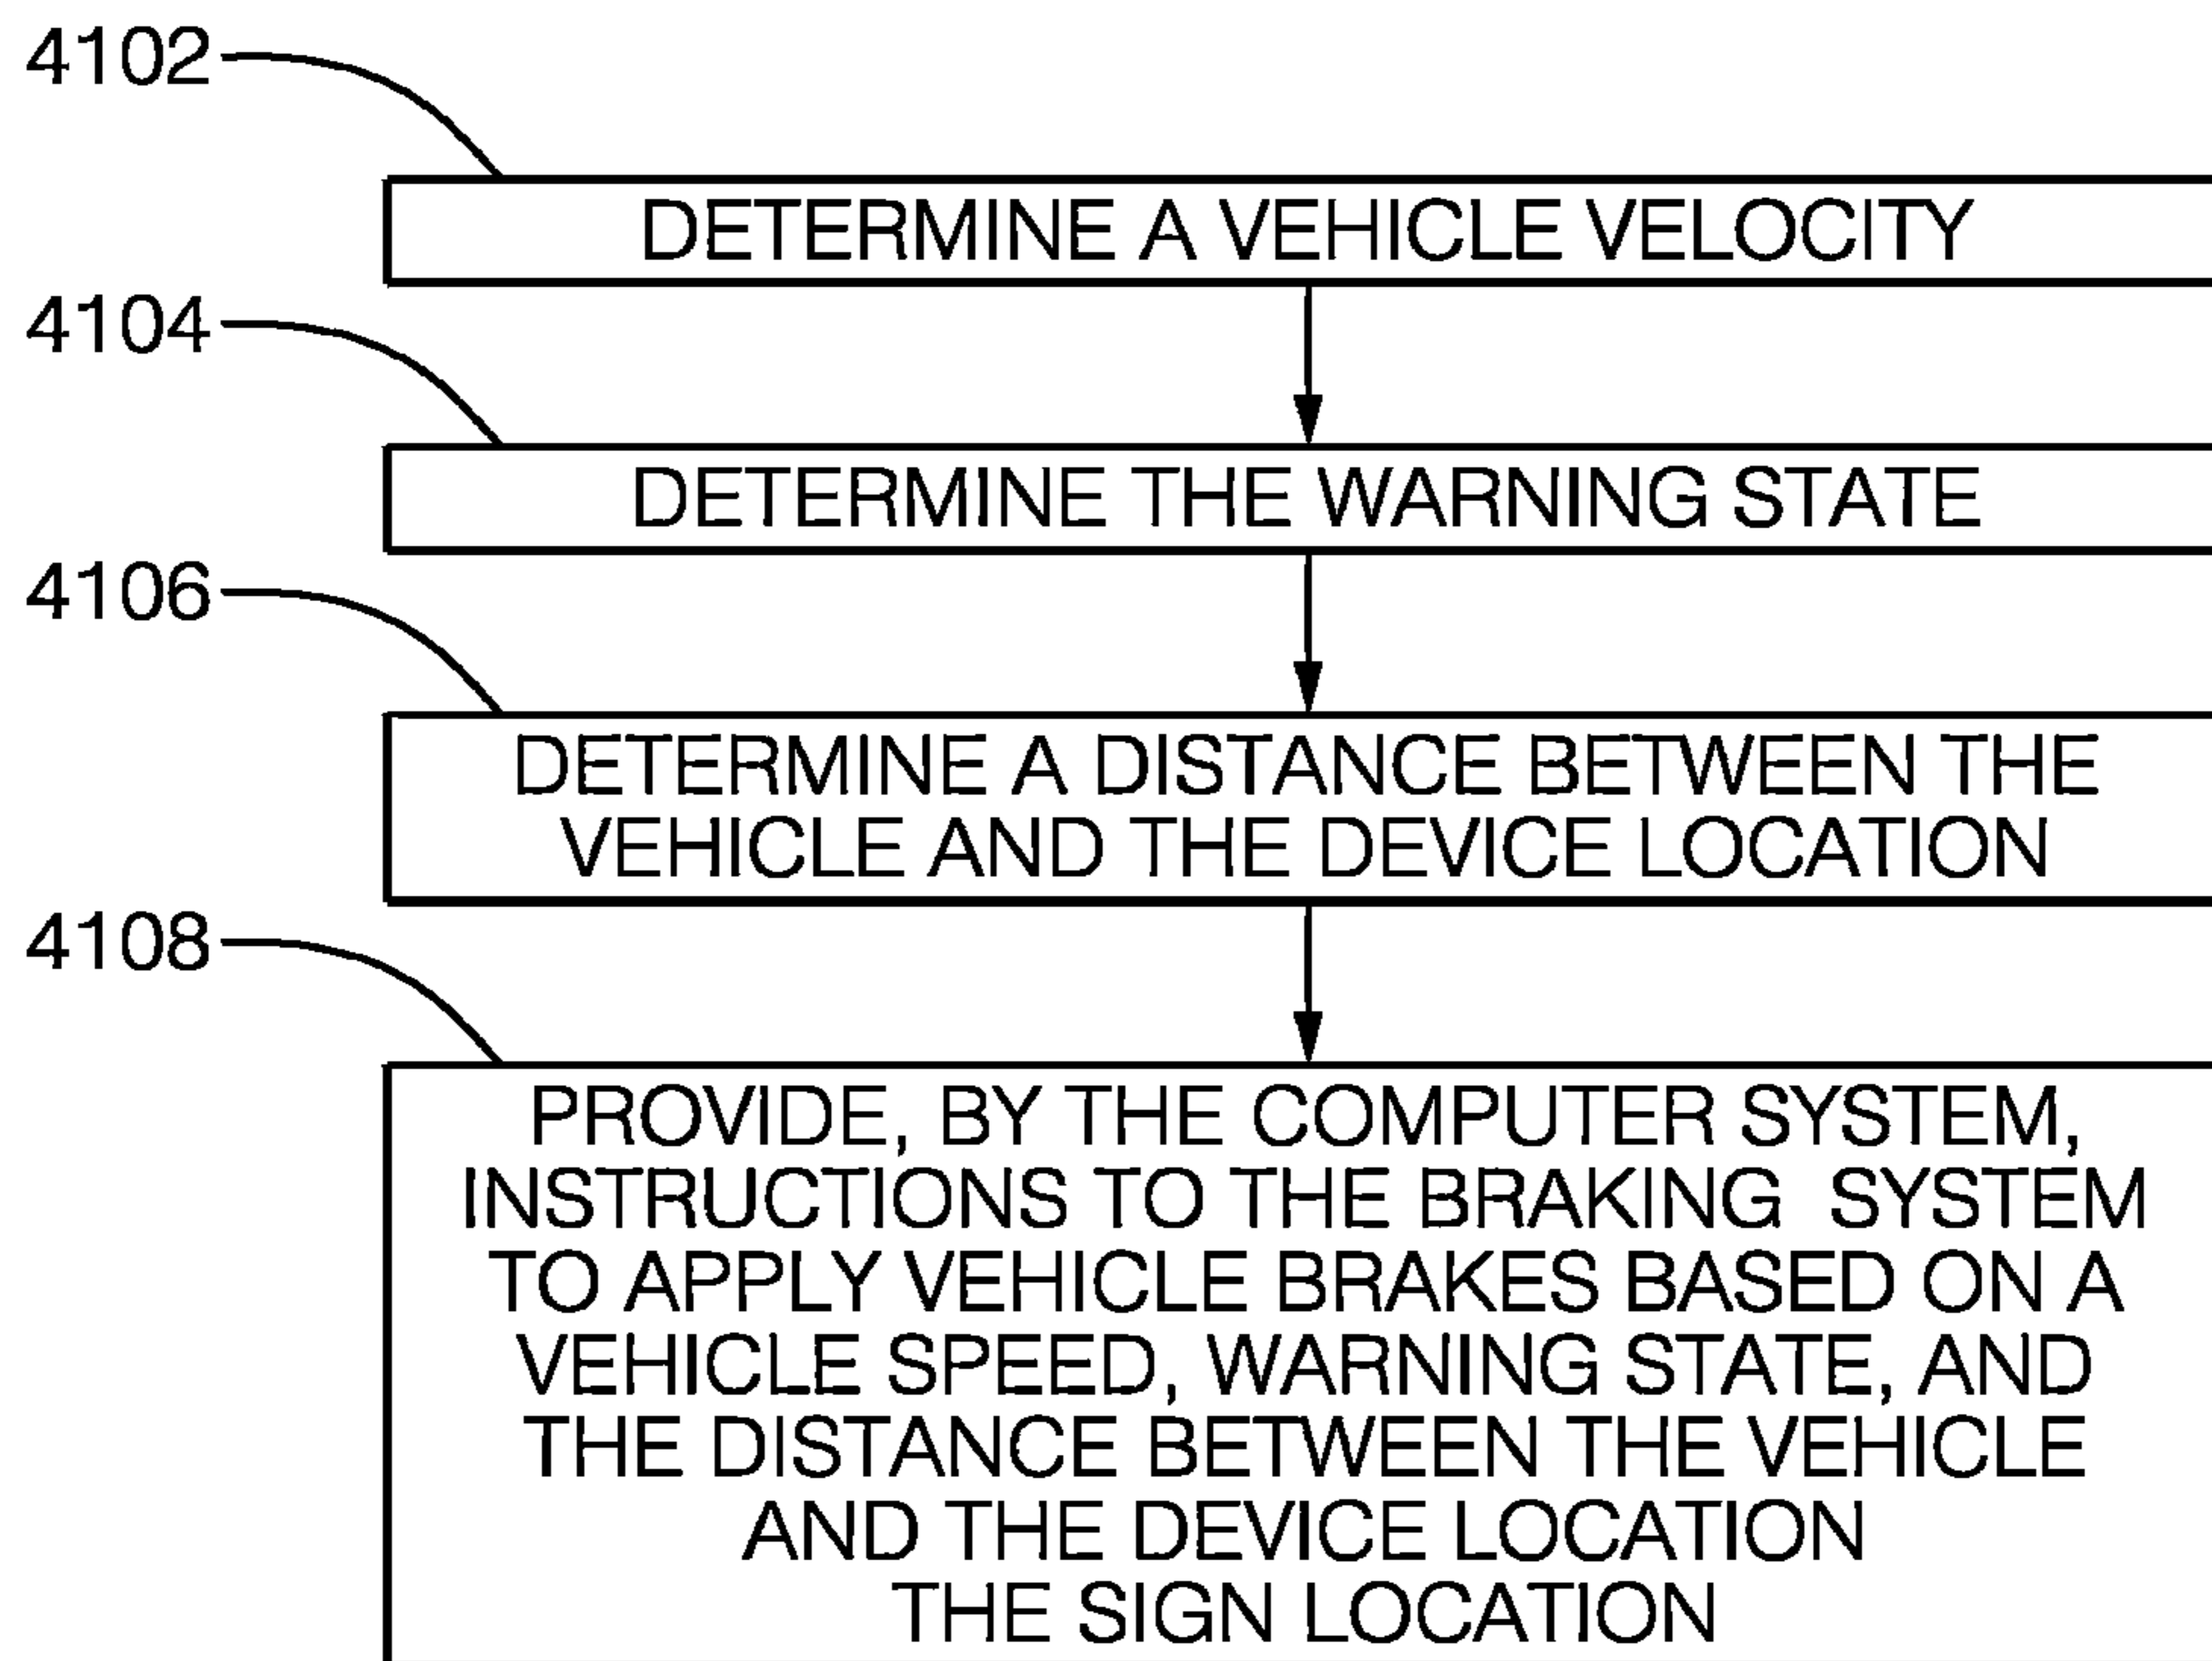 4102
DETERMINE A VEHICLE VELOCITY
4104
DETERMINE THE WARNING STATE
4106
DETERMINE A DISTANCE BETWEEN THE
VEHICLE AND THE DEVICE LOCATION
4108
PROVIDE, BY THE COMPUTER SYSTEM,
INSTRUCTIONS TO THE BRAKING SYSTEM
TO APPLY VEHICLE BRAKES BASED ON A
VEHICLE SPEED, WARNING STATE, AND
THE DISTANCE BETWEEN THE VEHICLE
AND THE DEVICE LOCATION
THE SIGN LOCATION